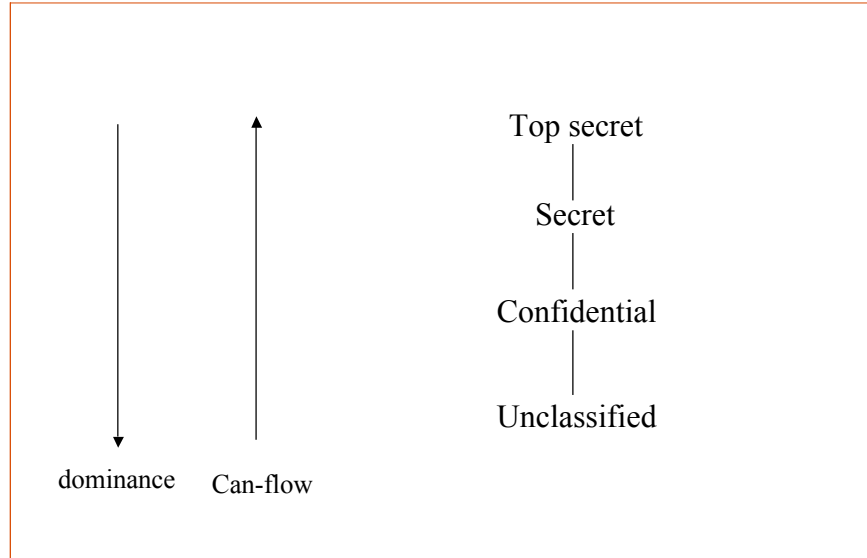 Top secret
Secret
Confidential
Unclassified
dominance
Can-flow